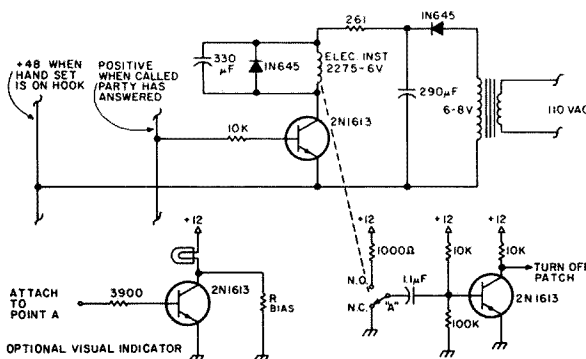 +48 WHEN
HAND SET
IS ON HOOK
POSITIVE
WHEN CALLED
PARTY HAS
ANSWERED
330
μF
1N645
ELEC. INST
2275-6V
261
1N645
290μF
6-8V
110 VAC
10K
2N1613
+12
3900
2N1613
R
BIAS
ATTACH
TO
POINT A
OPTIONAL VISUAL INDICATOR
+12
1000Ω
N.O.
N.C.
"A"
1.1μF
+12
10K
100K
+12
10K
TURN OFF
PATCH
2N1613